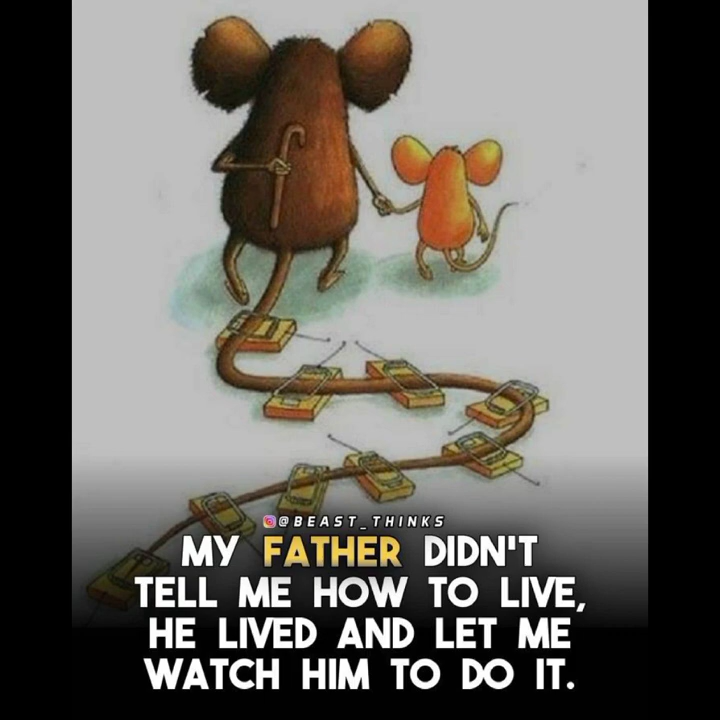 @BEAST_THINKS
MY FATHER DIDN'T
TELL ME HOW TO LIVE,
HE LIVED AND LET ME
WATCH HIM TO DO IT.